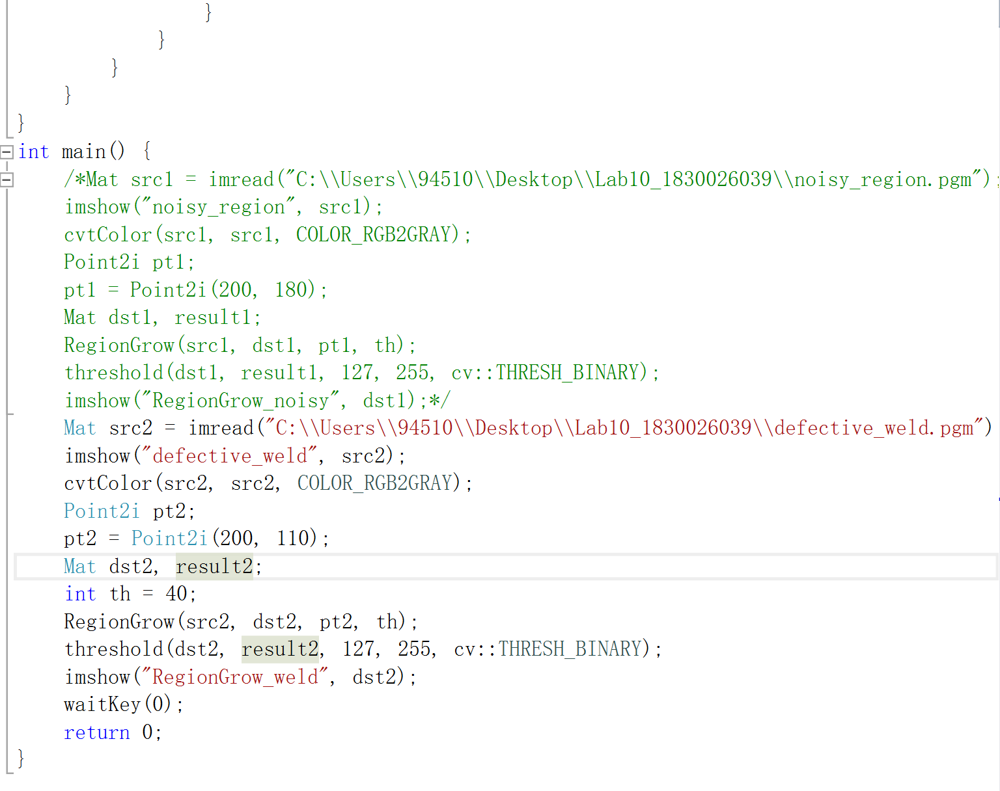 }
}
}
}
}
int main() {
/*Mat src1 = imread("C:\\Users\\94510\\Desktop\\Lab10_1830026039\\noisy_region.pgm");
imshow("noisy_region", src1);
cvtColor(src1, src1, COLOR_RGB2GRAY);
Point2i pt1;
pt1 = Point2i(200, 180);
Mat dst1, result1;
RegionGrow(src1, dst1, pt1, th);
threshold(dst1, result1, 127, 255, cv::THRESH_BINARY);
imshow("RegionGrow_noisy", dst1);*/
Mat src2 = imread("C:\\Users\\94510\\Desktop\\Lab10_1830026039\\defective_weld.pgm")
imshow("defective_weld", src2);
cvtColor(src2, src2, COLOR_RGB2GRAY);
Point2i pt2;
pt2 = Point2i(200, 110);
Mat dst2, result2;
int th = 40;
RegionGrow(src2, dst2, pt2, th);
threshold(dst2, result2, 127, 255, cv::THRESH_BINARY);
imshow("RegionGrow_weld", dst2);
waitKey(0);
return 0;
}